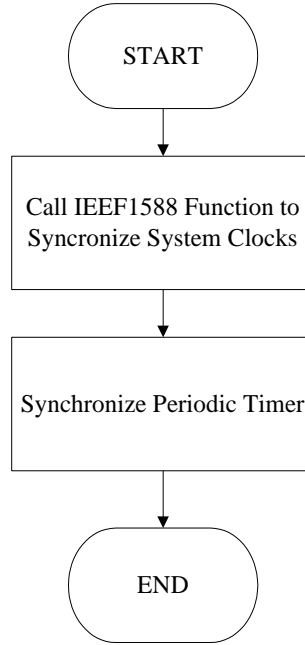 START
Call IEEF1588 Function to
Syncronize System Clocks
Synchronize Periodic Timer
END